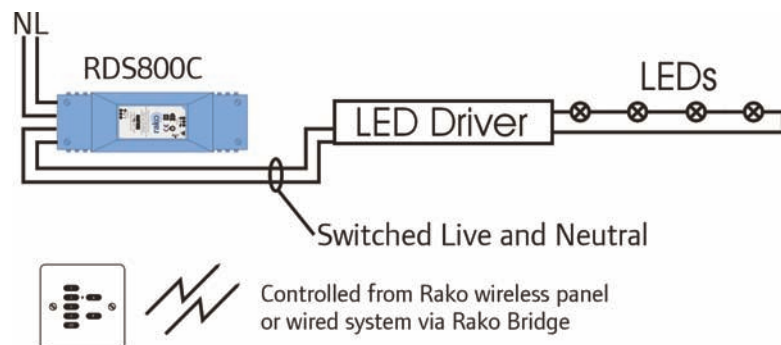 NL
RDS800C
LEDs
LED Driver
rako
Switched Live and Neutral
Controlled from Rako wireless panel
or wired system via Rako Bridge